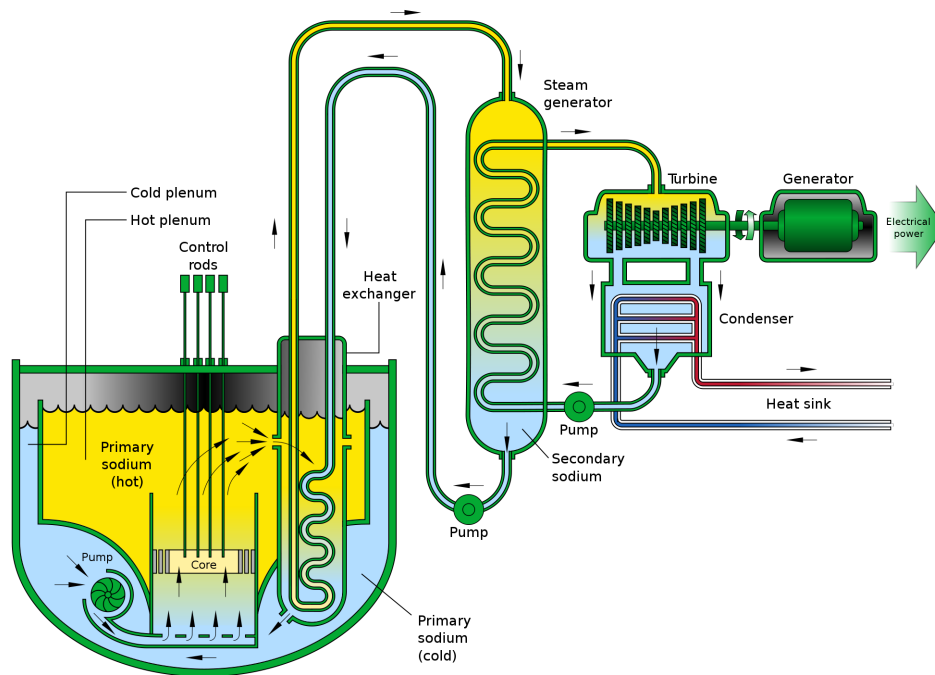 Steam
generator
Turbine
Generator
Cold plenum
Hot plenum
Electrical
power
Control
rods
Heat
exchanger
Condenser
Heat sink
Pump
Primary
sodium
(hot)
Secondary
sodium
Pump
Pump
Core
Primary
sodium
(cold)